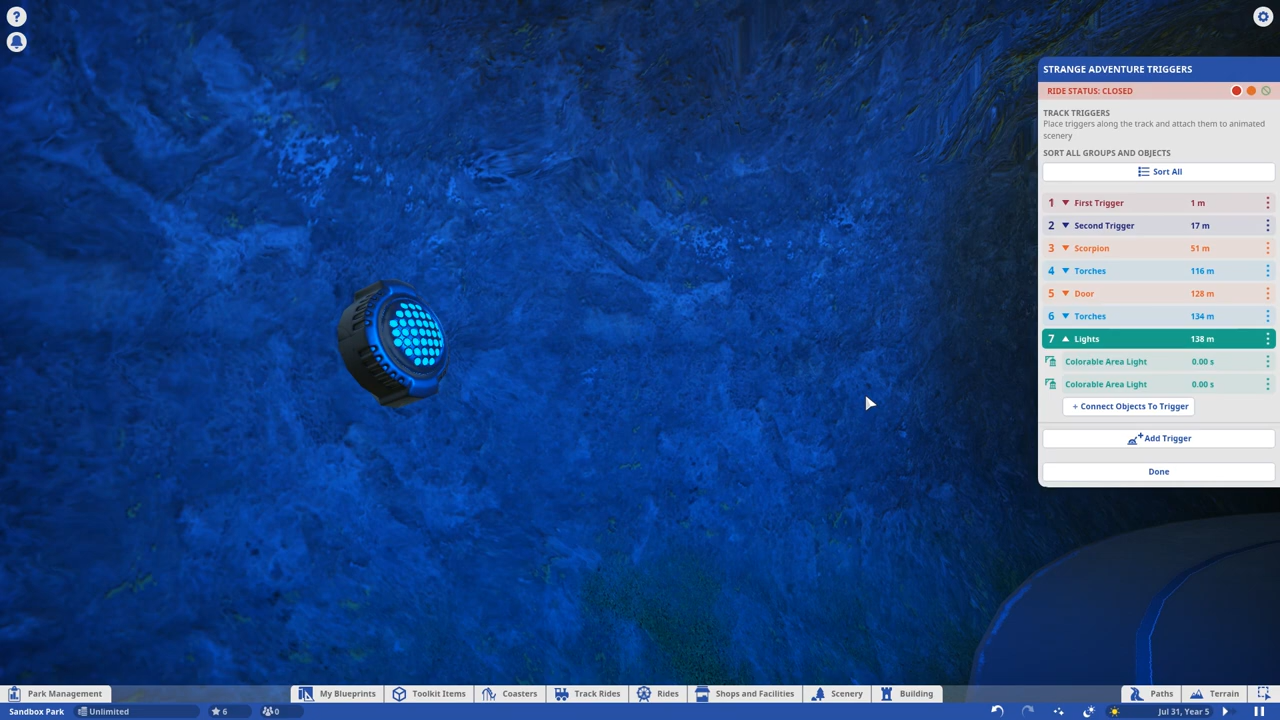 ?
STRANGE ADVENTURE TRIGGERS
RIDE STATUS: CLOSED
TRACK TRIGGERS
Place triggers along the track and attach them to animated
scenery
SORT ALL GROUPS AND OBJECTS
Sort All
1 First Trigger 1 m
2 Second Trigger 17 m
3 Scorpion 51 m
4 Torches 116 m
5 Door 128 m
6 Torches 134 m
7 Lights 138 m
Colorable Area Light 0.00 s
Colorable Area Light 0.00 s
+ Connect Objects To Trigger
Add Trigger
Done
Park Management My Blueprints Toolkit Items Coasters Track Rides Rides Shops and Facilities Scenery Building Paths Terrain
Sandbox Park Unlimited 6 0 Jul 31, Year 5